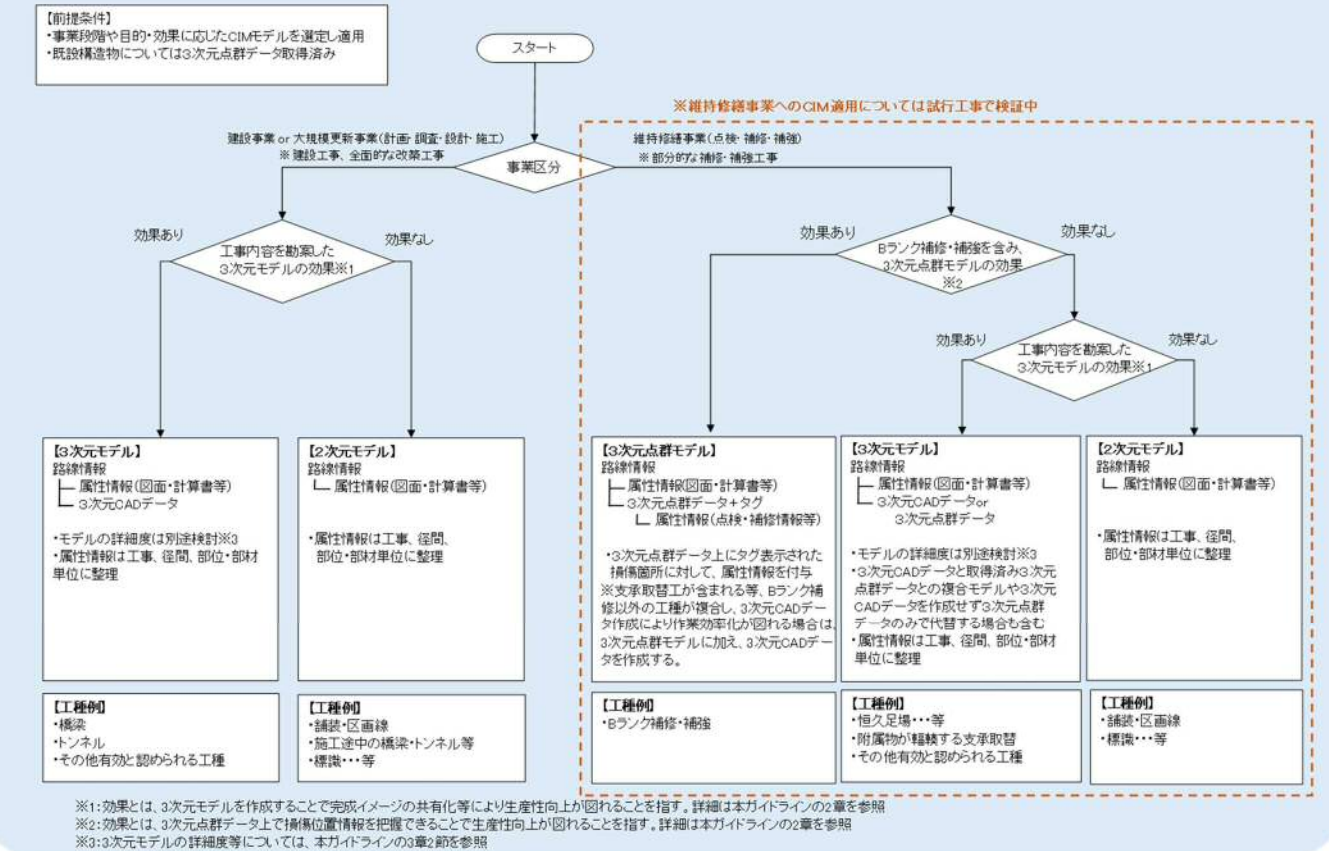 【前提条件】
・事業段階や目的・効果に応じたCIMモデルを選定し適用
・既設構造物については3次元点群データ取得済み
スタート
※維持修繕事業へのCIM適用については試行工事で検証中
建設事業 or 大規模更新事業(計画・調査・設計・施工)
※ 建設工事、全面的な改築工事
維持修繕事業(点検・補修・補強)
※ 部分的な補修・補強工事
事業区分
効果あり
工事内容を勘案した
3次元モデルの効果※1
効果なし
効果あり
Bランク補修・補強を含み、
3次元点群モデルの効果
※2
効果なし
効果あり
工事内容を勘案した
3次元モデルの効果※1
効果なし
【3次元モデル】
路線情報
属性情報(図面・計算書等)
3次元CADデータ
・モデルの詳細度は別途検討※3
・属性情報は工事、径間、部位・部材
単位に整理
【2次元モデル】
路線情報
属性情報(図面・計算書等)
・属性情報は工事、径間、
部位・部材単位に整理
【3次元点群モデル】
路線情報
属性情報(図面・計算書等)
3次元点群データ+タグ
属性情報(点検・補修情報等)
・3次元点群データ上にタグ表示された
損傷箇所に対して、属性情報を付与
※支承取替工が含まれる等、Bランク補
修以外の工種が複合し、3次元CADデー
タ作成により作業効率化が図れる場合は、
3次元点群モデルに加え、3次元CADデー
タを作成する。
【3次元モデル】
路線情報
属性情報(図面・計算書等)
3次元CADデータor
3次元点群データ
・モデルの詳細度は別途検討※3
・3次元CADデータと取得済み3次元
点群データとの複合モデルや3次元
CADデータを作成せず3次元点群
データのみで代替する場合も含む
・属性情報は工事、径間、部位・部材
単位に整理
【2次元モデル】
路線情報
属性情報(図面・計算書等)
・属性情報は工事、径間、
部位・部材単位に整理
【工種例】
・橋梁
・トンネル
・その他有効と認められる工種
【工種例】
・舗装・区画線
・施工途中の橋梁・トンネル等
・標識・・・等
【工種例】
・Bランク補修・補強
【工種例】
・恒久足場・・・等
・附属物が輻輳する支承取替
・その他有効と認められる工種
【工種例】
・舗装・区画線
・標識・・・等
※1：効果とは、3次元モデルを作成することで完成イメージの共有化等により生産性向上が図れることを指す。詳細は本ガイドラインの2章を参照
※2：効果とは、3次元点群データ上で損傷位置情報を把握できることで生産性向上が図れることを指す。詳細は本ガイドラインの2章を参照
※3：3次元モデルの詳細度等については、本ガイドラインの3章2節を参照